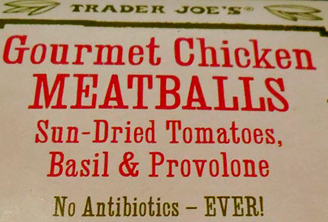 TRADER JOE'S®
Gourmet Chicken
MEATBALLS
Sun-Dried Tomatoes,
Basil & Provolone
No Antibiotics – EVER!